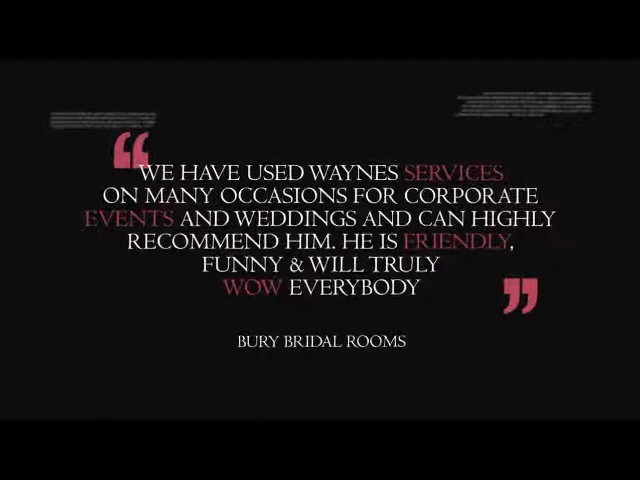 WE HAVE USED WAYNES SERVICES
ON MANY OCCASIONS FOR CORPORATE
EVENTS AND WEDDINGS AND CAN HIGHLY
RECOMMEND HIM. HE IS FRIENDLY,
FUNNY & WILL TRULY
WOW EVERYBODY
BURY BRIDAL ROOMS